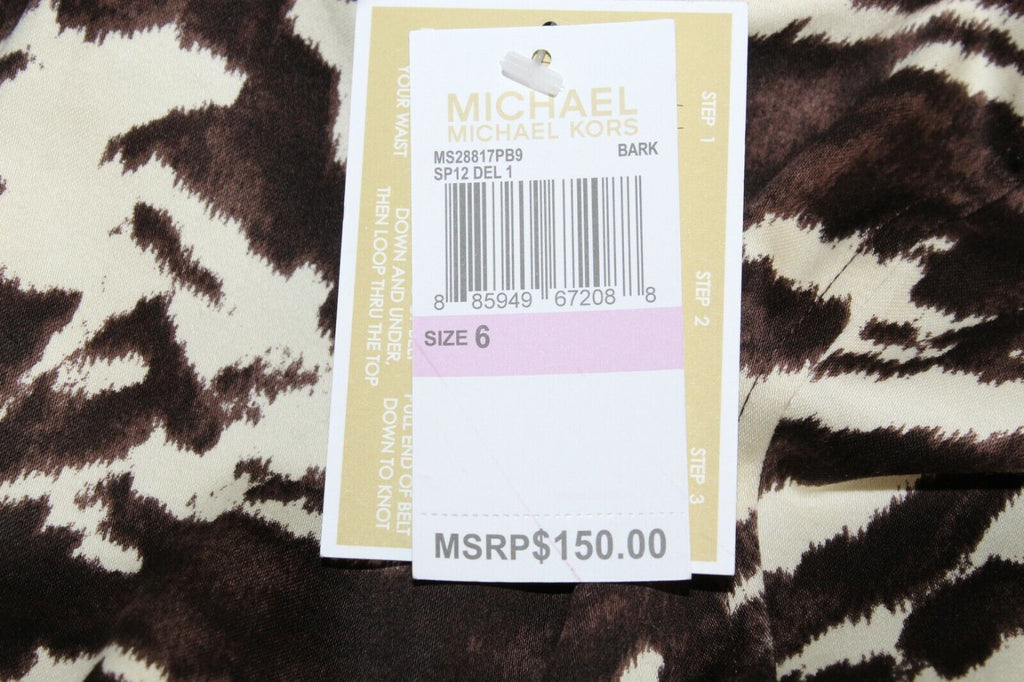 MICHAEL
MICHAEL KORS
MS28817PB9 BARK
SP12 DEL 1
8 85949 67208 8
SIZE 6
MSRP$150.00
STEP 1
YOUR WAIST
STEP 2
DOWN AND UNDER,
THEN LOOP THRU THE TOP
STEP 3
PULL END OF BELT
DOWN TO KNOT